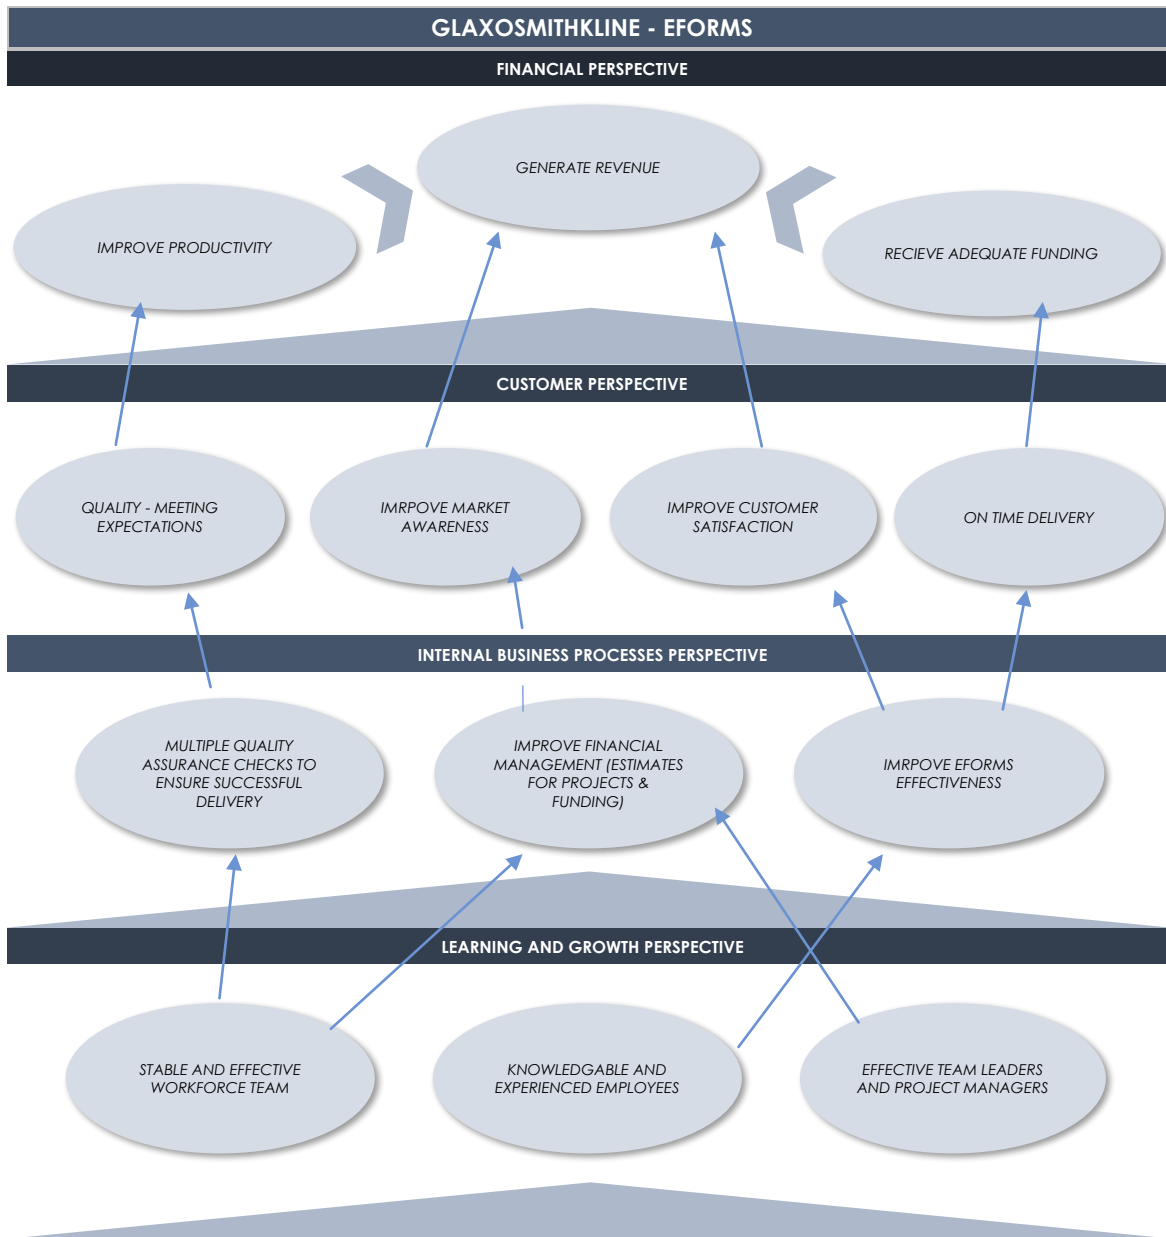 GLAXOSMITHKLINE - EFORMS
FINANCIAL PERSPECTIVE
GENERATE REVENUE
IMPROVE PRODUCTIVITY
RECIEVE ADEQUATE FUNDING
CUSTOMER PERSPECTIVE
QUALITY - MEETING
EXPECTATIONS
IMRPOVE MARKET
AWARENESS
IMPROVE CUSTOMER
SATISFACTION
ON TIME DELIVERY
INTERNAL BUSINESS PROCESSES PERSPECTIVE
MULTIPLE QUALITY
ASSURANCE CHECKS TO
ENSURE SUCCESSFUL
DELIVERY
IMPROVE FINANCIAL
MANAGEMENT (ESTIMATES
FOR PROJECTS &
FUNDING)
IMRPOVE EFORMS
EFFECTIVENESS
LEARNING AND GROWTH PERSPECTIVE
STABLE AND EFFECTIVE
WORKFORCE TEAM
KNOWLEDGABLE AND
EXPERIENCED EMPLOYEES
EFFECTIVE TEAM LEADERS
AND PROJECT MANAGERS